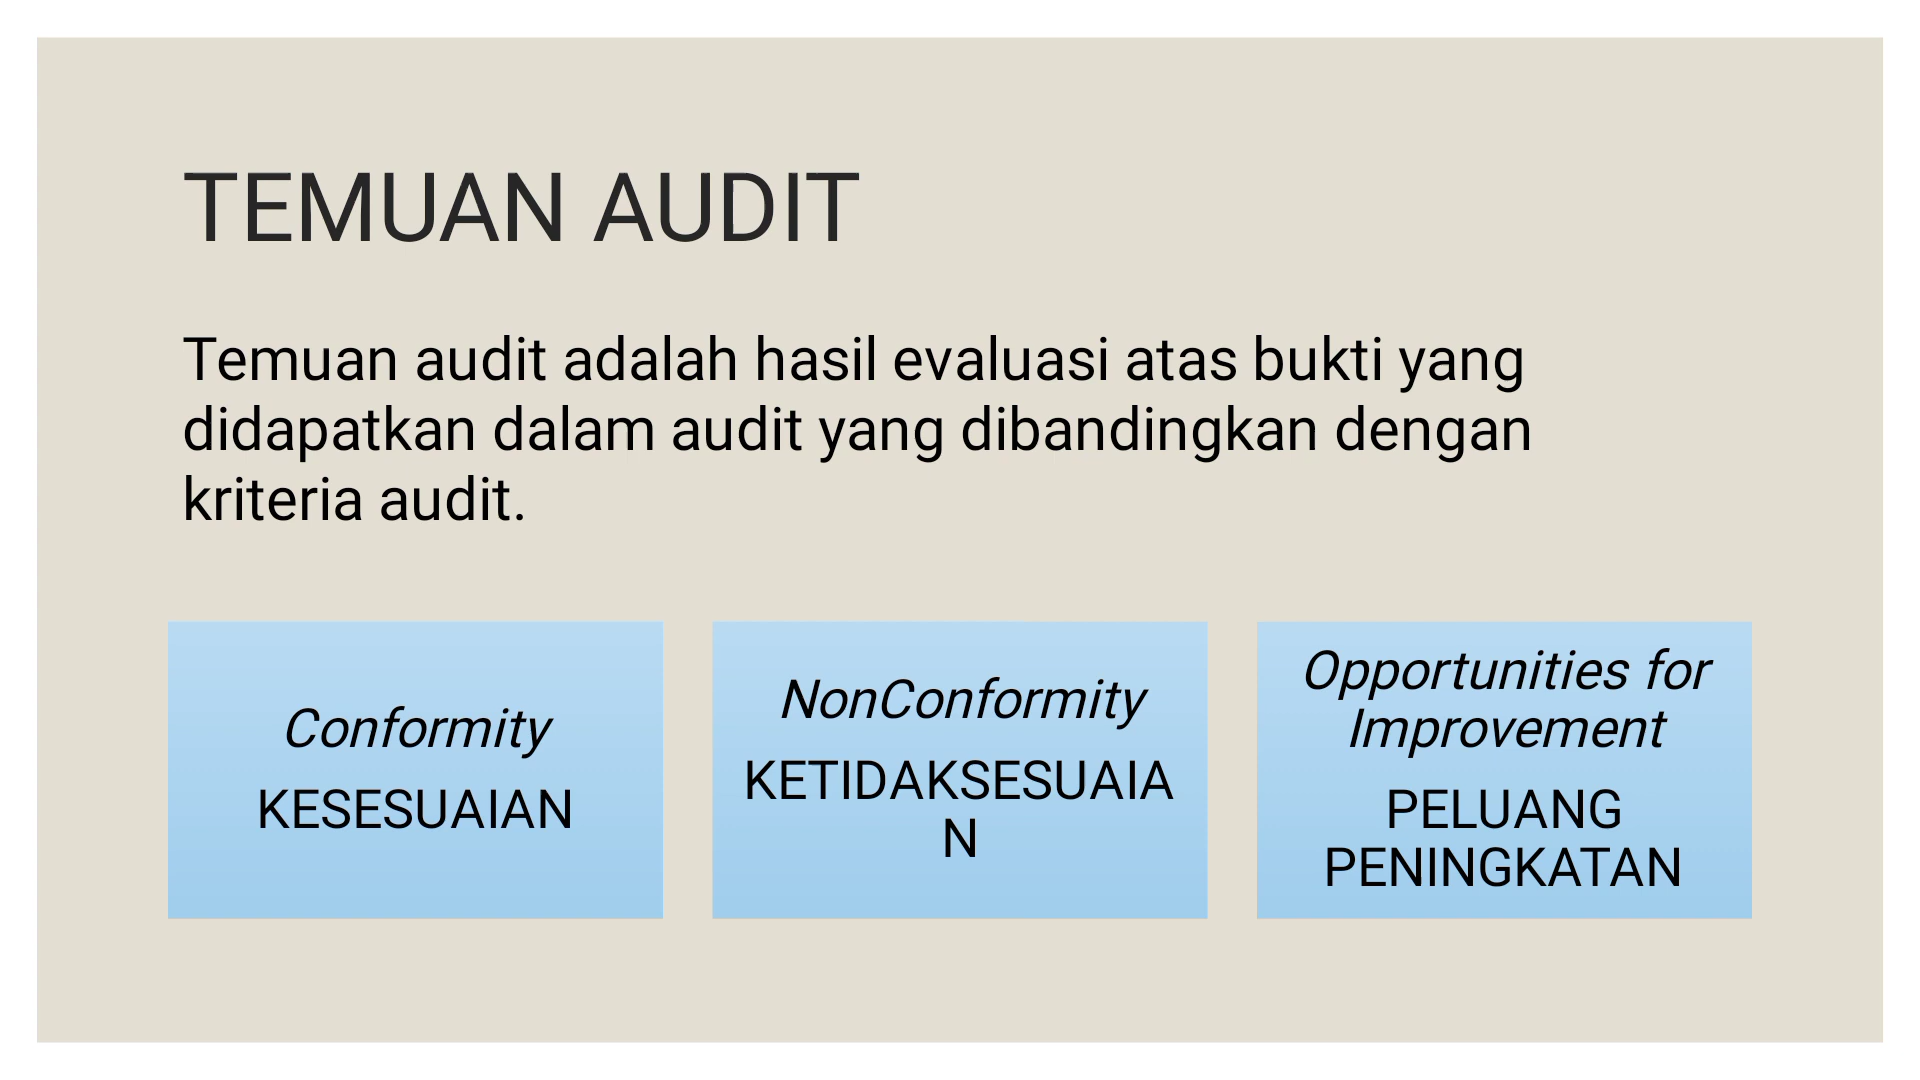 TEMUAN AUDIT
Temuan audit adalah hasil evaluasi atas bukti yang
didapatkan dalam audit yang dibandingkan dengan
kriteria audit.
Conformity
KESESUAIAN
NonConformity
KETIDAKSESUAIA
N
Opportunities for
Improvement
PELUANG
PENINGKATAN